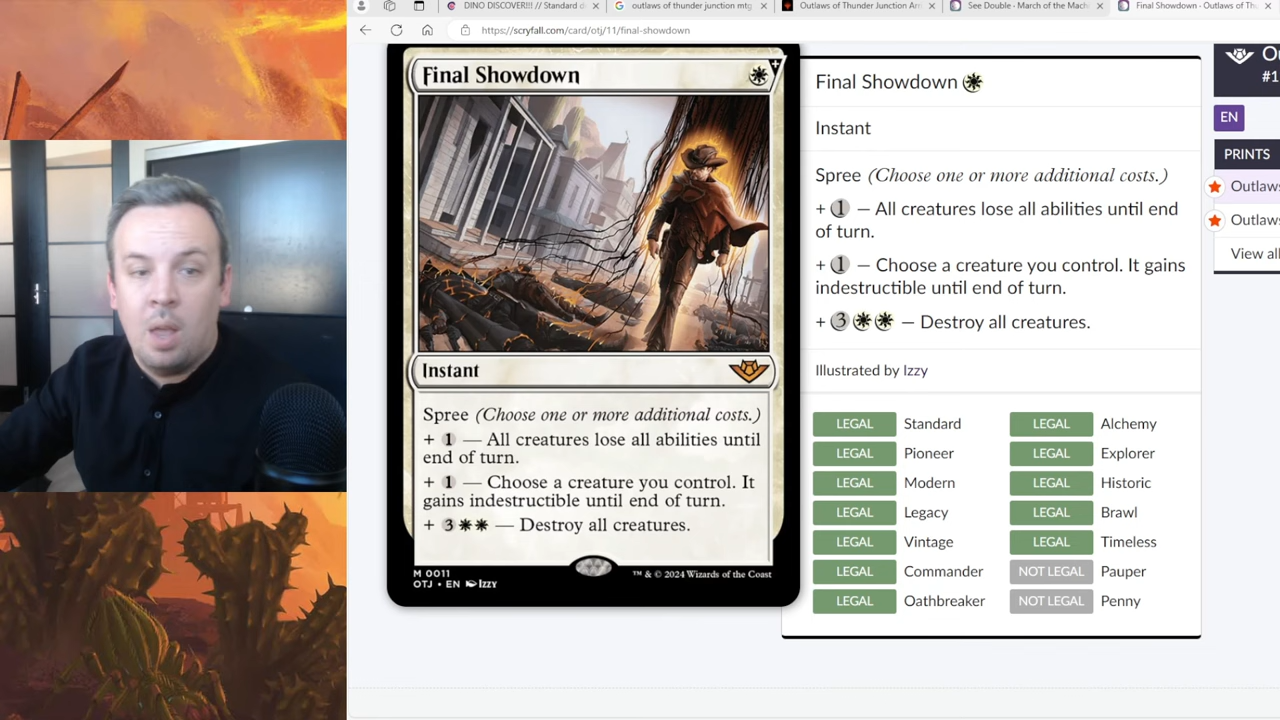 DINO DISCOVER!!! // Standard d
outlaws of thunder junction mtg
Outlaws of Thunder Junction Arr
See Double - March of the Machi
Final Showdown - Outlaws of Thu
https://scryfall.com/card/otj/11/final-showdown
Final Showdown
Instant
Spree (Choose one or more additional costs.)
+ 1 — All creatures lose all abilities until
end of turn.
+ 1 — Choose a creature you control. It
gains indestructible until end of turn.
+ 3 — Destroy all creatures.
M 0011
OTJ • EN Izzy
™ & © 2024 Wizards of the Coast
Final Showdown
Instant
Spree (Choose one or more additional costs.)
+ 1 — All creatures lose all abilities until end
of turn.
+ 1 — Choose a creature you control. It gains
indestructible until end of turn.
+ 3 — Destroy all creatures.
Illustrated by Izzy
LEGAL Standard LEGAL Alchemy
LEGAL Pioneer LEGAL Explorer
LEGAL Modern LEGAL Historic
LEGAL Legacy LEGAL Brawl
LEGAL Vintage LEGAL Timeless
LEGAL Commander NOT LEGAL Pauper
LEGAL Oathbreaker NOT LEGAL Penny
Ou
#1
EN
PRINTS
Outlaws
Outlaws
View all